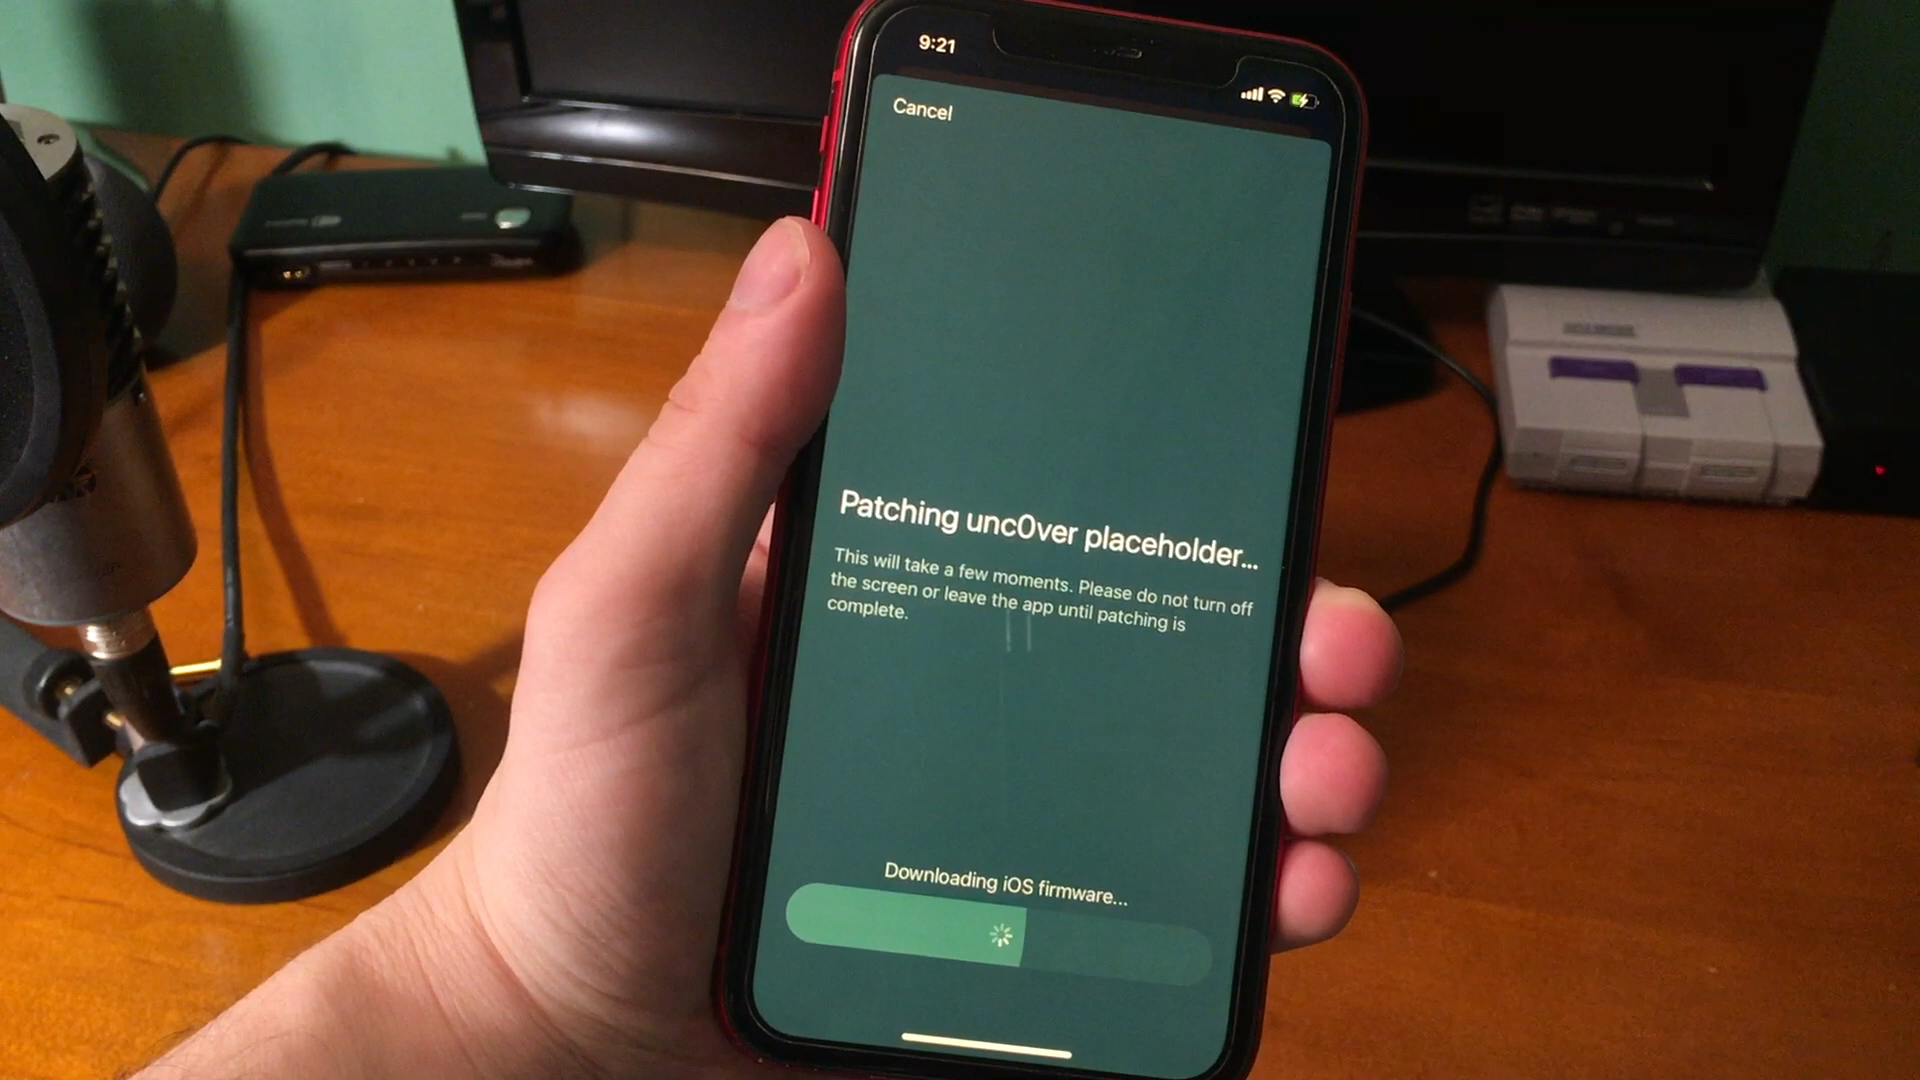 9:21
Cancel
Patching unc0ver placeholder...
This will take a few moments. Please do not turn off
the screen or leave the app until patching is
complete.
Downloading iOS firmware...